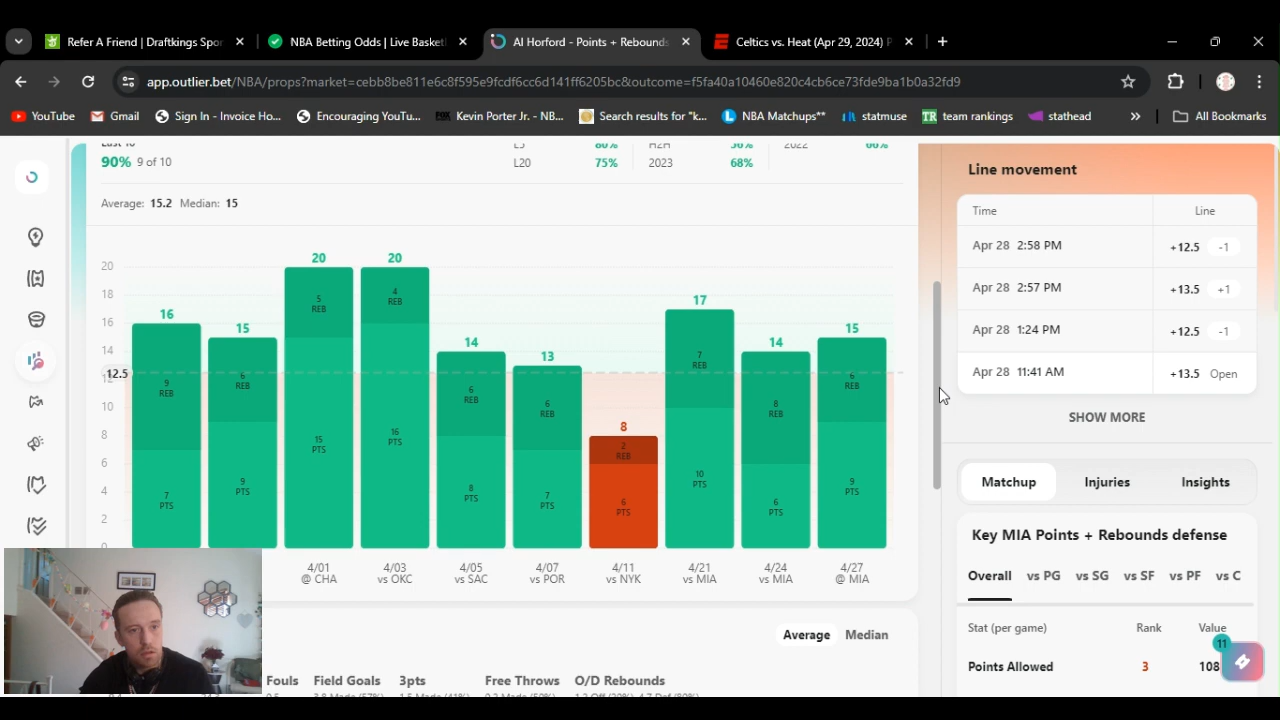 Refer A Friend | Draftkings Spor
NBA Betting Odds | Live Basketi
Al Horford - Points + Rebounds
Celtics vs. Heat (Apr 29, 2024) P
app.outlier.bet/NBA/props?market=cebb8be811e6c8f595e9fcdf6cc6d141ff6205bc&outcome=f5fa40a10460e820c4cb6ce73fde9ba1b0a32fd9
YouTube Gmail Sign In - Invoice Ho... Encouraging YouTu... Kevin Porter Jr. - NB... Search results for "k... NBA Matchups** statmuse team rankings stathead » All Bookmarks
Last 10 L5 80% H2H 56% 2022 66%
90% 9 of 10 L20 75% 2023 68%
Average: 15.2 Median: 15
20
18
16
14
12.5
10
8
6
4
2
0
16
9
REB
7
PTS
15
6
REB
9
PTS
20
5
REB
15
PTS
4/01
@ CHA
20
4
REB
16
PTS
4/03
vs OKC
14
6
REB
8
PTS
4/05
vs SAC
13
6
REB
7
PTS
4/07
vs POR
8
2
REB
6
PTS
4/11
vs NYK
17
7
REB
10
PTS
4/21
vs MIA
14
8
REB
6
PTS
4/24
vs MIA
15
6
REB
9
PTS
4/27
@ MIA
Average Median
Fouls Field Goals 3pts Free Throws O/D Rebounds
Line movement
Time Line
Apr 28 2:58 PM +12.5 -1
Apr 28 2:57 PM +13.5 +1
Apr 28 1:24 PM +12.5 -1
Apr 28 11:41 AM +13.5 Open
SHOW MORE
Matchup Injuries Insights
Key MIA Points + Rebounds defense
Overall vs PG vs SG vs SF vs PF vs C
Stat (per game) Rank Value
Points Allowed 3 108
11